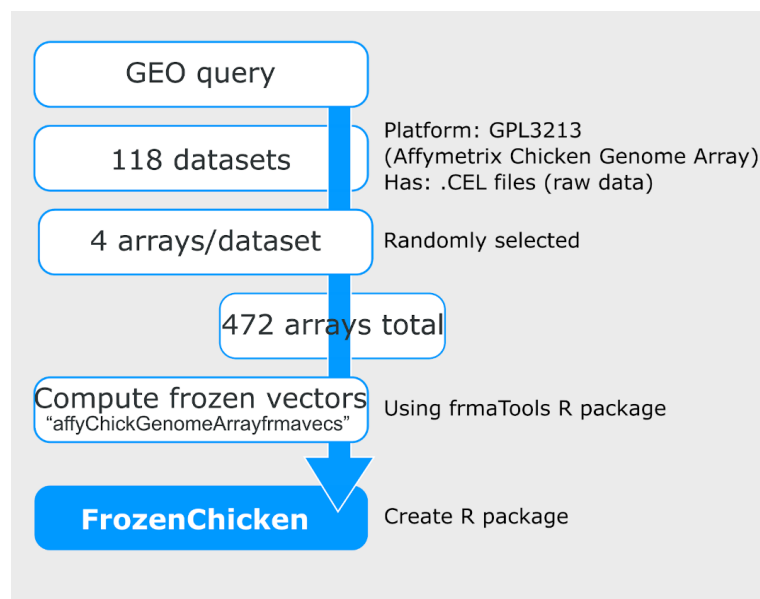 GEO query
118 datasets
Platform: GPL3213
(Affymetrix Chicken Genome Array)
Has: .CEL files (raw data)
4 arrays/dataset
Randomly selected
472 arrays total
Compute frozen vectors
“affyChickGenomeArrayfrmavecs”
Using frmaTools R package
FrozenChicken
Create R package